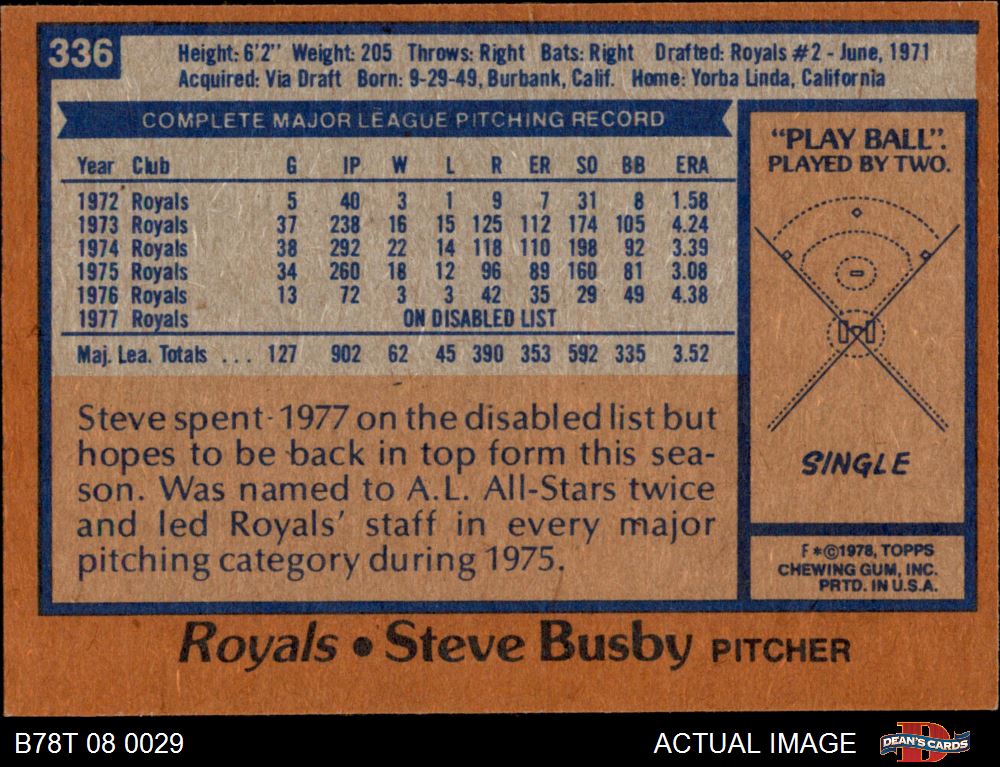 336
Height: 6'2" Weight: 205 Throws: Right Bats: Right Drafted: Royals #2 - June, 1971
Acquired: Via Draft Born: 9-29-49, Burbank, Calif. Home: Yorba Linda, California
COMPLETE MAJOR LEAGUE PITCHING RECORD
Year Club G IP W L R ER SO BB ERA
1972 Royals 5 40 3 1 9 7 31 8 1.58
1973 Royals 37 238 16 15 125 112 174 105 4.24
1974 Royals 38 292 22 14 118 110 198 92 3.39
1975 Royals 34 260 18 12 96 89 160 81 3.08
1976 Royals 13 72 3 3 42 35 29 49 4.38
1977 Royals ON DISABLED LIST
Maj. Lea. Totals ... 127 902 62 45 390 353 592 335 3.52
Steve spent 1977 on the disabled list but
hopes to be back in top form this sea-
son. Was named to A.L. All-Stars twice
and led Royals' staff in every major
pitching category during 1975.
"PLAY BALL".
PLAYED BY TWO.
SINGLE
F*©1978, TOPPS
CHEWING GUM, INC.
PRTD. IN U.S.A.
Royals • Steve Busby PITCHER
B78T 08 0029
ACTUAL IMAGE
D
DEAN'S CARDS